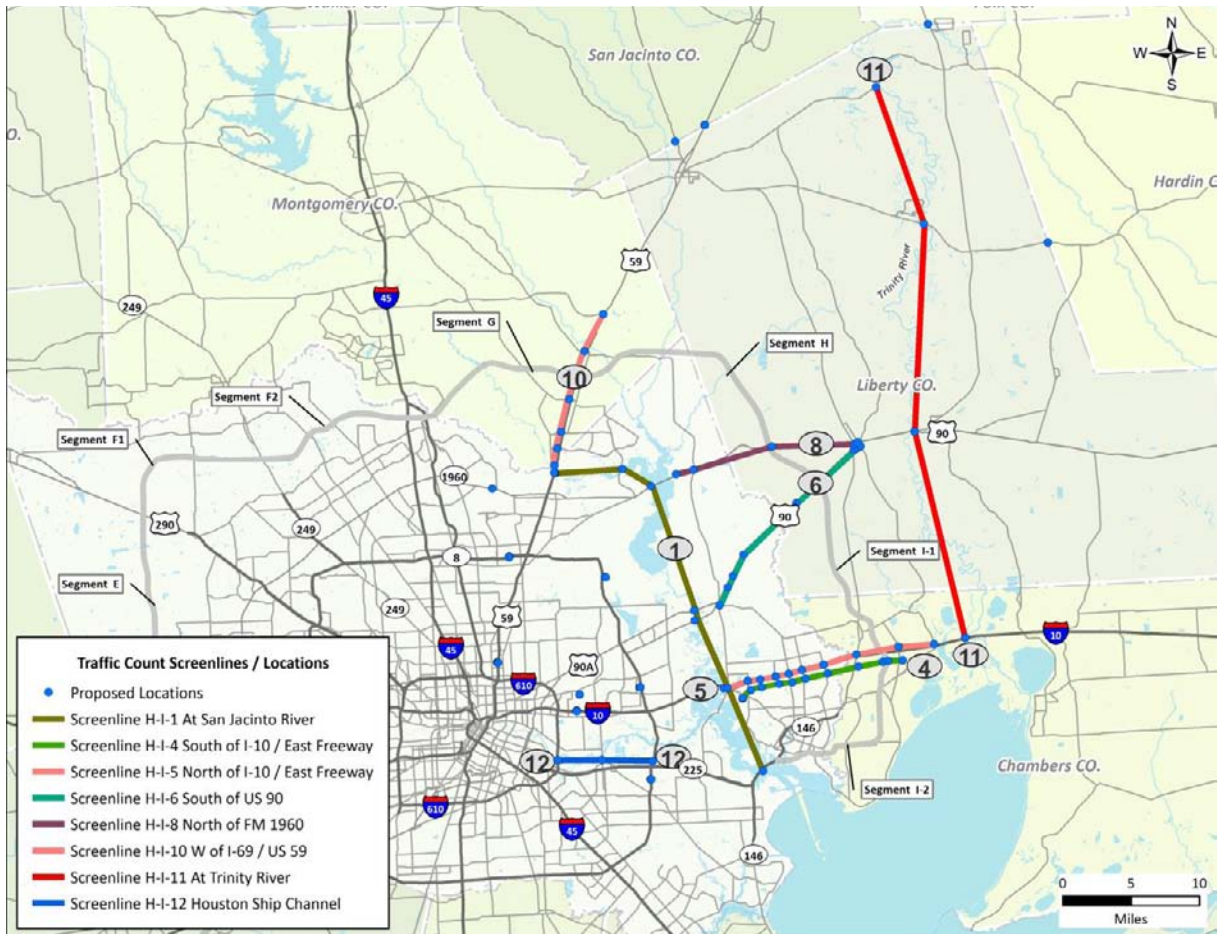 San Jacinto CO.
N
W E
S
11
Hardin C
Montgomery CO.
59
Trinity River
45
249
Segment G
Segment H
10
Liberty CO.
Segment F2
Segment F1
90
8
1960
6
290
249
90
1
8
Segment I-1
Segment E
249
59
10
45
90A
11
4
610
5
10
146
12
12
225
Chambers CO.
Segment I-2
610
45
146
Traffic Count Screenlines / Locations
Proposed Locations
Screenline H-I-1 At San Jacinto River
Screenline H-I-4 South of I-10 / East Freeway
Screenline H-I-5 North of I-10 / East Freeway
Screenline H-I-6 South of US 90
Screenline H-I-8 North of FM 1960
Screenline H-I-10 W of I-69 / US 59
Screenline H-I-11 At Trinity River
Screenline H-I-12 Houston Ship Channel
0 5 10
Miles